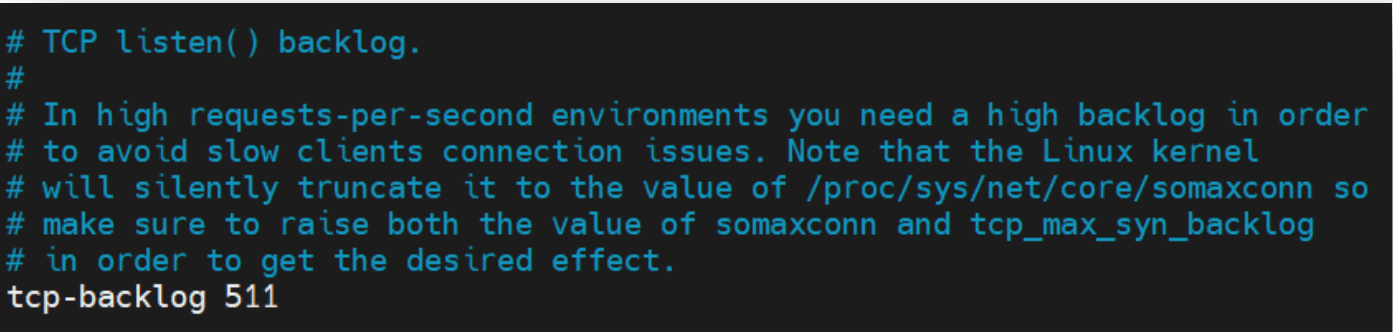 # TCP listen() backlog.
#
# In high requests-per-second environments you need a high backlog in order
# to avoid slow clients connection issues. Note that the Linux kernel
# will silently truncate it to the value of /proc/sys/net/core/somaxconn so
# make sure to raise both the value of somaxconn and tcp_max_syn_backlog
# in order to get the desired effect.
tcp-backlog 511